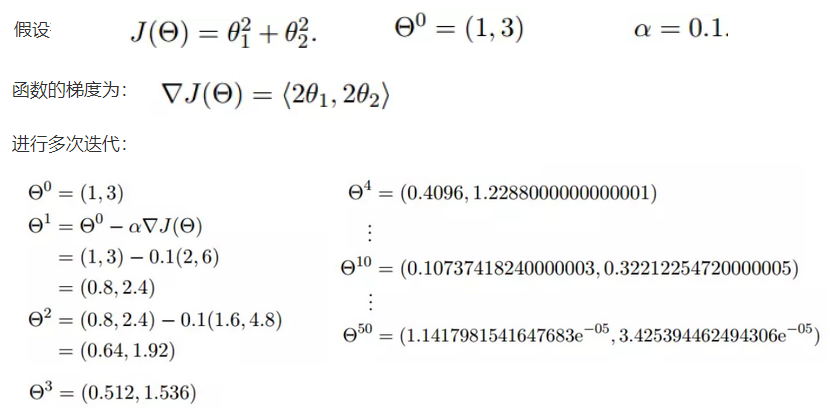 假设 J(Θ) = θ₁² + θ₂². Θ⁰ = (1, 3) α = 0.1.
函数的梯度为： ∇J(Θ) = ⟨2θ₁, 2θ₂⟩
进行多次迭代：
Θ⁰ = (1, 3)
Θ¹ = Θ⁰ − α∇J(Θ)
= (1, 3) − 0.1(2, 6)
= (0.8, 2.4)
Θ² = (0.8, 2.4) − 0.1(1.6, 4.8)
= (0.64, 1.92)
Θ³ = (0.512, 1.536)
Θ⁴ = (0.4096, 1.2288000000000001)
⋮
Θ¹⁰ = (0.10737418240000003, 0.32212254720000005)
⋮
Θ⁵⁰ = (1.1417981541647683e⁻⁰⁵, 3.425394462494306e⁻⁰⁵)